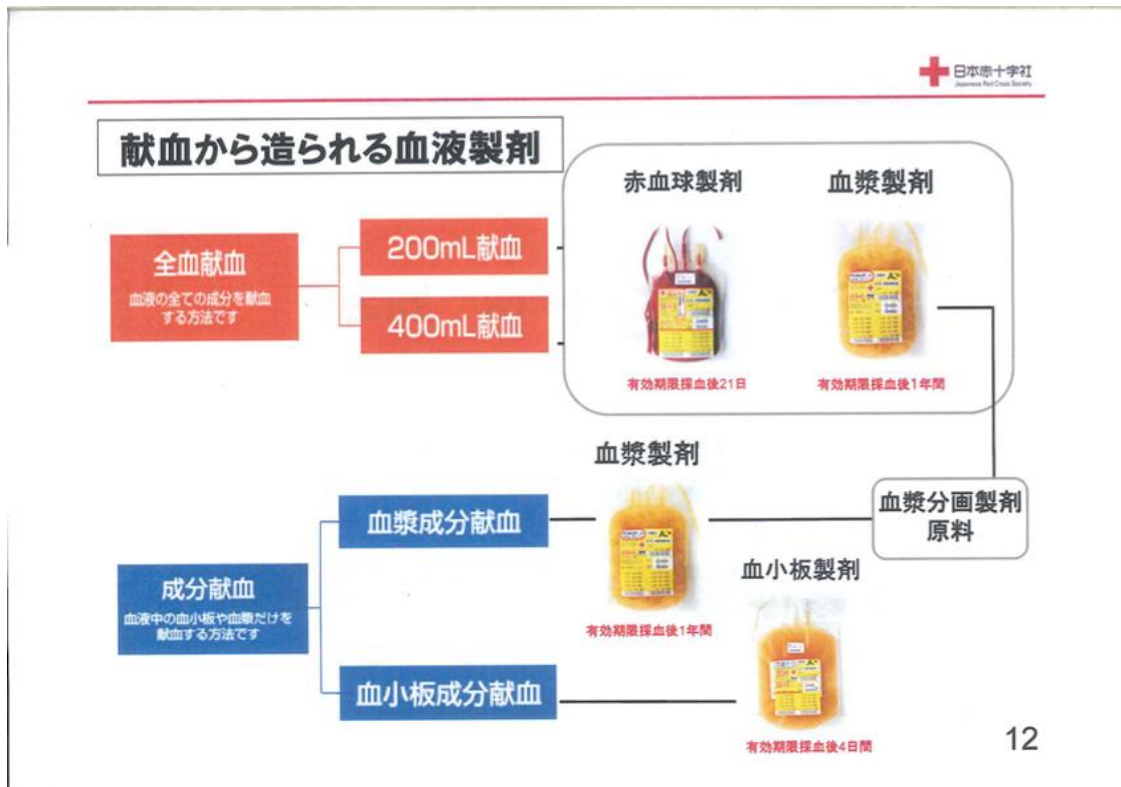 日本赤十字社
Japanese Red Cross Society
献血から造られる血液製剤
赤血球製剤
血漿製剤
全血献血
血液の全ての成分を献血
する方法です
200mL献血
400mL献血
有効期限採血後21日
有効期限採血後1年間
血漿製剤
血漿分画製剤
原料
血漿成分献血
血小板製剤
成分献血
血液中の血小板や血漿だけを
献血する方法です
有効期限採血後1年間
血小板成分献血
有効期限採血後4日間
12